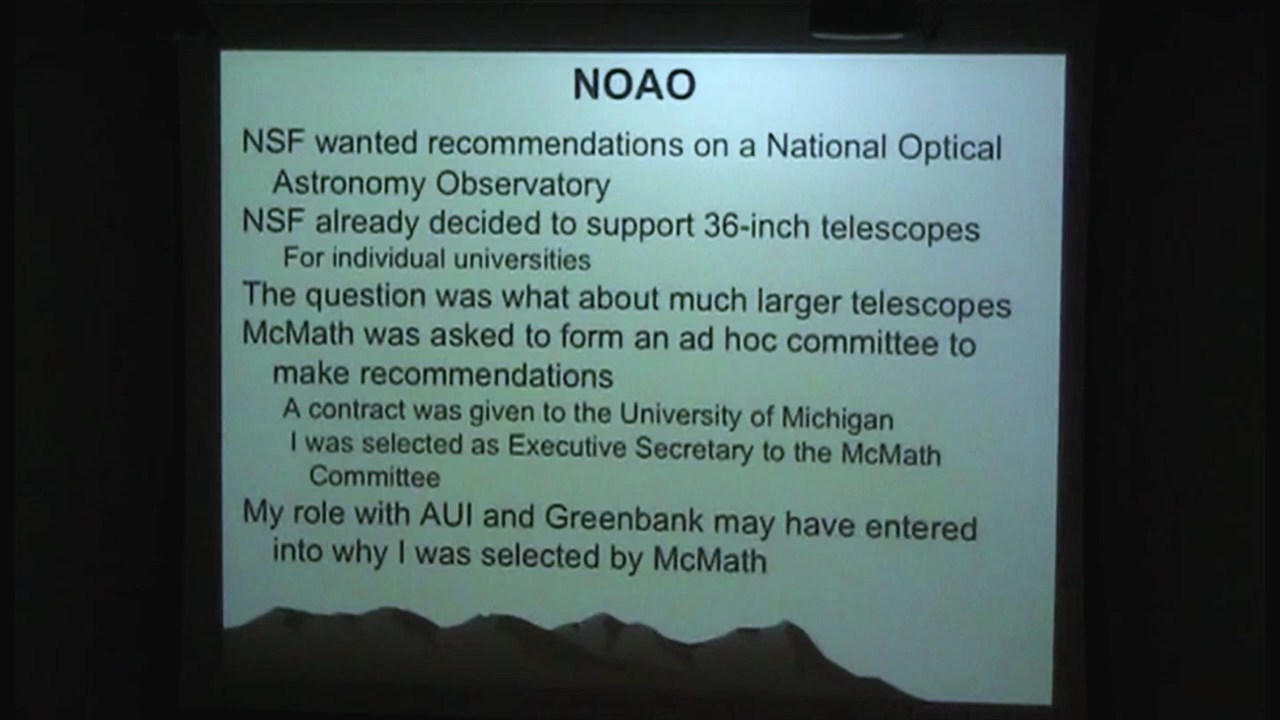 NOAO
NSF wanted recommendations on a National Optical
Astronomy Observatory
NSF already decided to support 36-inch telescopes
For individual universities
The question was what about much larger telescopes
McMath was asked to form an ad hoc committee to
make recommendations
A contract was given to the University of Michigan
I was selected as Executive Secretary to the McMath
Committee
My role with AUI and Greenbank may have entered
into why I was selected by McMath